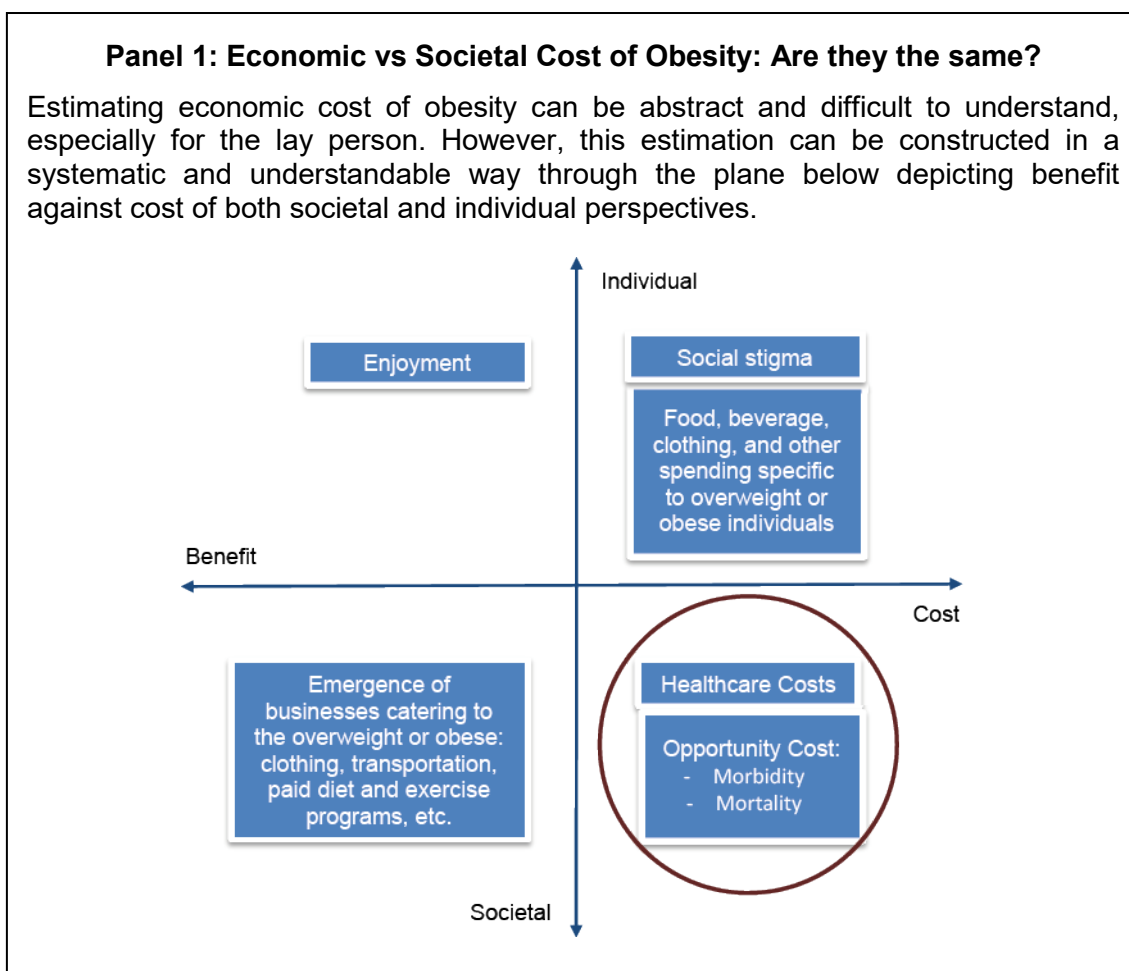 Panel 1: Economic vs Societal Cost of Obesity: Are they the same?
Estimating economic cost of obesity can be abstract and difficult to understand,
especially for the lay person. However, this estimation can be constructed in a
systematic and understandable way through the plane below depicting benefit
against cost of both societal and individual perspectives.
Individual
Enjoyment
Social stigma
Food, beverage,
clothing, and other
spending specific
to overweight or
obese individuals
Benefit
Cost
Emergence of
businesses catering to
the overweight or obese:
clothing, transportation,
paid diet and exercise
programs, etc.
Healthcare Costs
Opportunity Cost:
- Morbidity
- Mortality
Societal